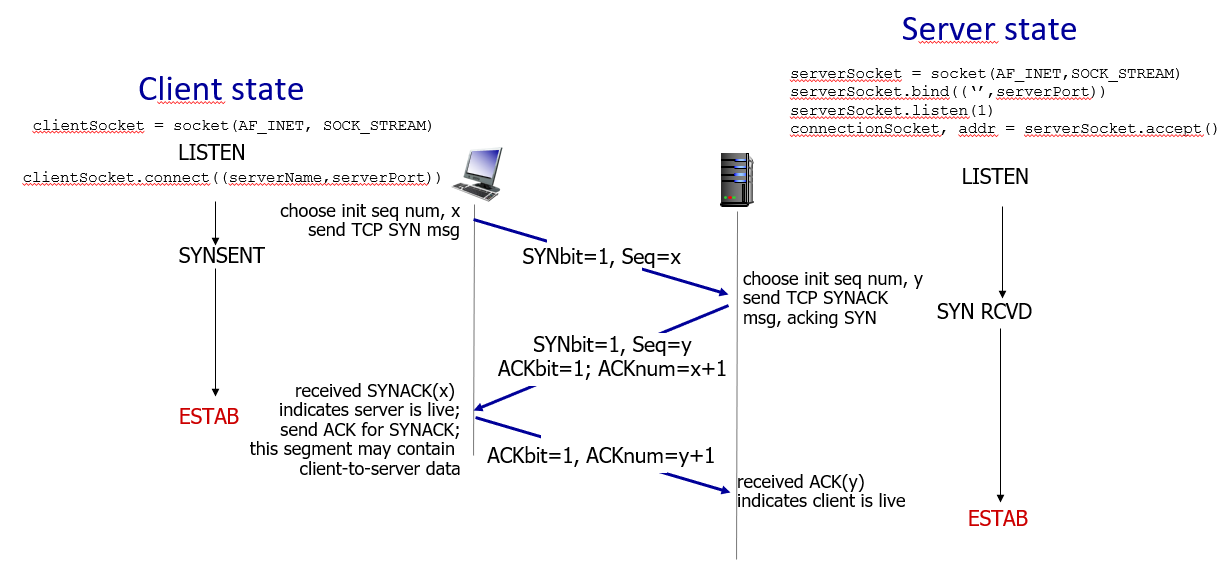 Server state
serverSocket = socket(AF_INET,SOCK_STREAM)
serverSocket.bind((‘’,serverPort))
serverSocket.listen(1)
connectionSocket, addr = serverSocket.accept()
Client state
clientSocket = socket(AF_INET, SOCK_STREAM)
LISTEN
clientSocket.connect((serverName,serverPort))
LISTEN
choose init seq num, x
send TCP SYN msg
SYNSENT
SYNbit=1, Seq=x
choose init seq num, y
send TCP SYNACK
msg, acking SYN
SYN RCVD
SYNbit=1, Seq=y
ACKbit=1; ACKnum=x+1
received SYNACK(x)
indicates server is live;
send ACK for SYNACK;
this segment may contain
client-to-server data
ESTAB
ACKbit=1, ACKnum=y+1
received ACK(y)
indicates client is live
ESTAB